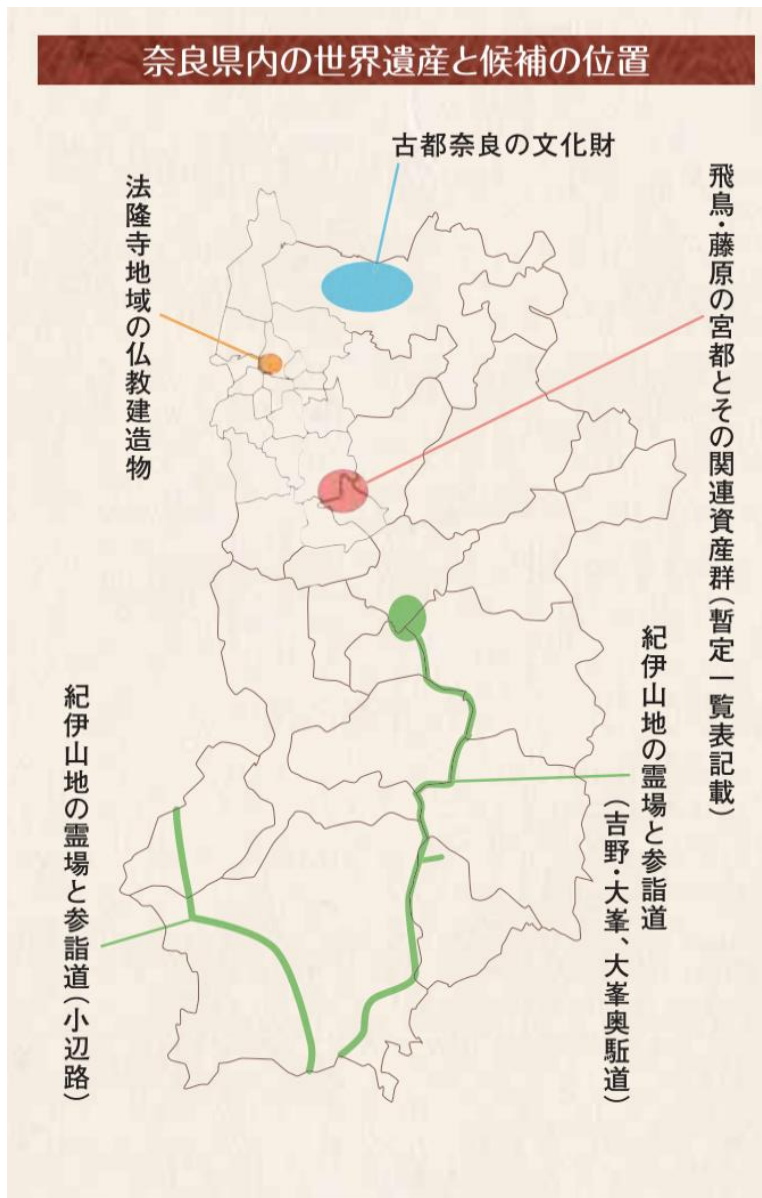 奈良県内の世界遺産と候補の位置
古都奈良の文化財
飛鳥・藤原の宮都とその関連資産群(暫定一覧表記載)
法隆寺地域の仏教建造物
紀伊山地の霊場と参詣道
(吉野・大峯、大峯奥駈道)
紀伊山地の霊場と参詣道(小辺路)